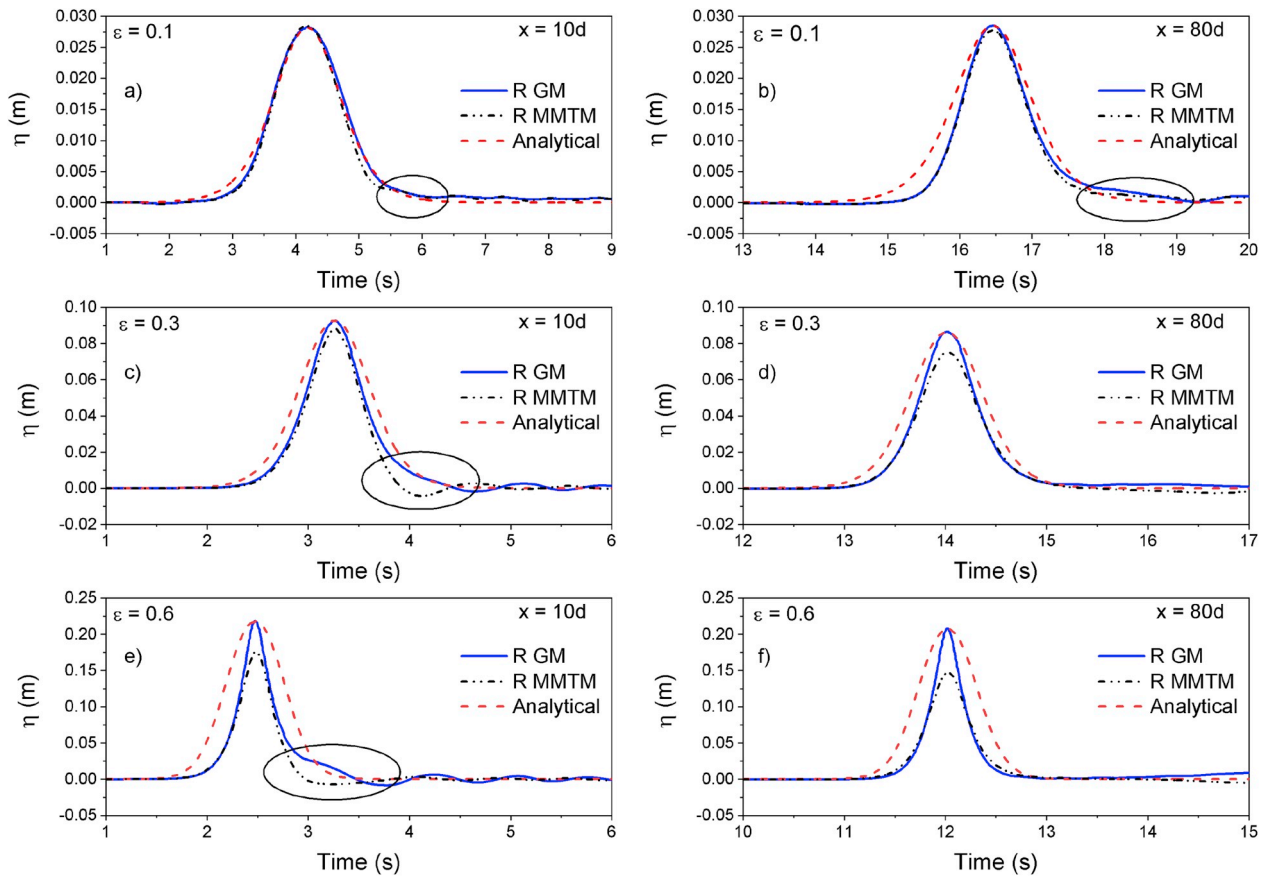 ε = 0.1
x = 10d
a)
R GM
R MMTM
Analytical
η (m)
0.030
0.025
0.020
0.015
0.010
0.005
0.000
-0.005
1 2 3 4 5 6 7 8 9
Time (s)
ε = 0.1
x = 80d
b)
R GM
R MMTM
Analytical
η (m)
0.030
0.025
0.020
0.015
0.010
0.005
0.000
-0.005
13 14 15 16 17 18 19 20
Time (s)
ε = 0.3
x = 10d
c)
R GM
R MMTM
Analytical
η (m)
0.10
0.08
0.06
0.04
0.02
0.00
-0.02
1 2 3 4 5 6
Time (s)
ε = 0.3
x = 80d
d)
R GM
R MMTM
Analytical
η (m)
0.10
0.08
0.06
0.04
0.02
0.00
-0.02
12 13 14 15 16 17
Time (s)
ε = 0.6
x = 10d
e)
R GM
R MMTM
Analytical
η (m)
0.25
0.20
0.15
0.10
0.05
0.00
-0.05
1 2 3 4 5 6
Time (s)
ε = 0.6
x = 80d
f)
R GM
R MMTM
Analytical
η (m)
0.25
0.20
0.15
0.10
0.05
0.00
-0.05
10 11 12 13 14 15
Time (s)